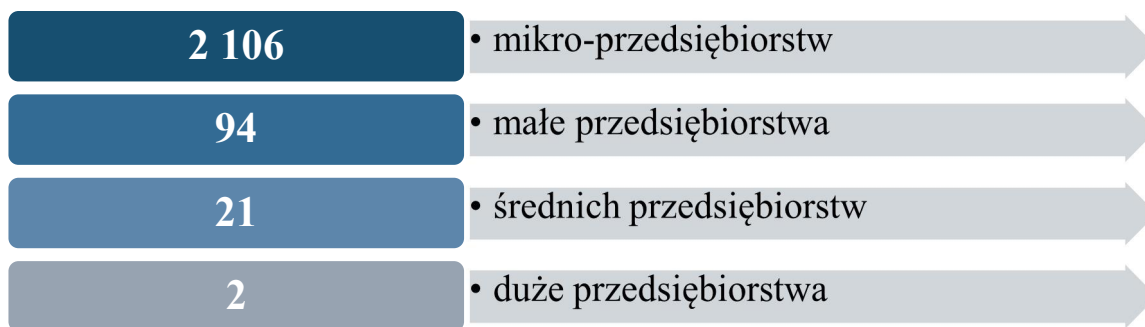 2 106 • mikro-przedsiębiorstw
94 • małe przedsiębiorstwa
21 • średnich przedsiębiorstw
2 • duże przedsiębiorstwa